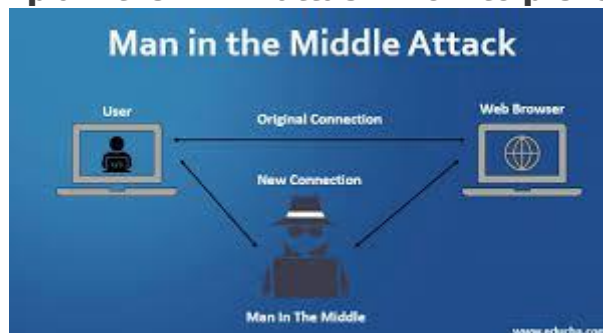 Man in the Middle Attack
User
Web Browser
Original Connection
New Connection
Man In The Middle